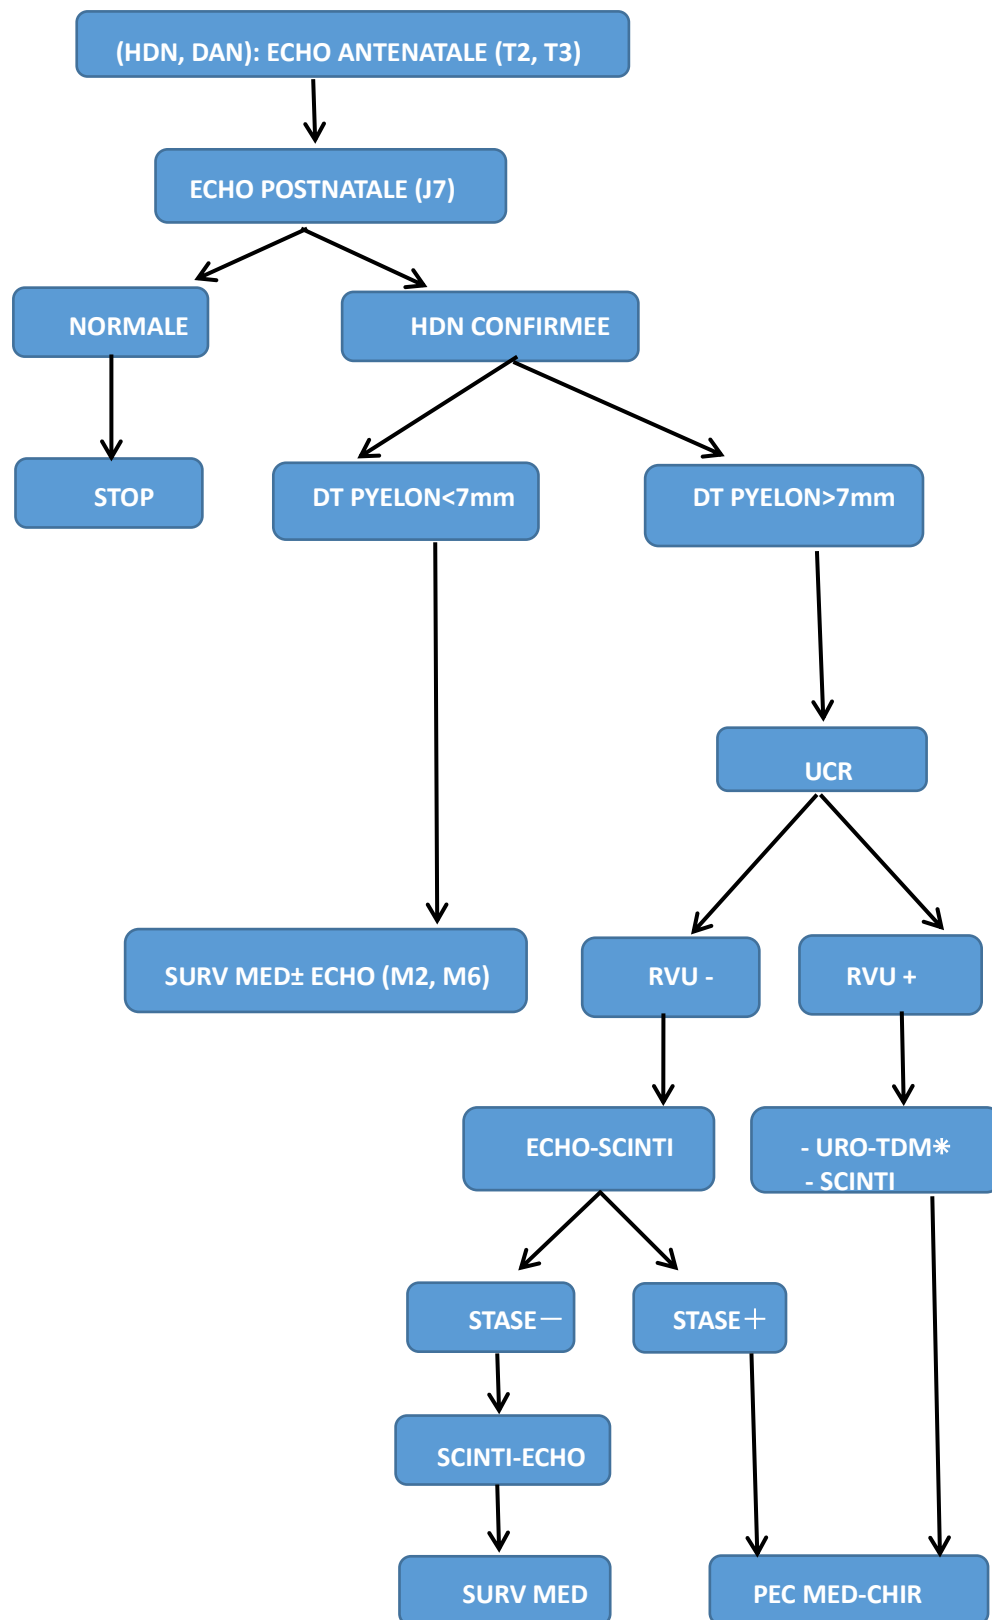 (HDN, DAN): ECHO ANTENATALE (T2, T3)
ECHO POSTNATALE (J7)
NORMALE
HDN CONFIRMEE
STOP
DT PYELON<7mm
DT PYELON>7mm
UCR
SURV MED± ECHO (M2, M6)
RVU -
RVU +
ECHO-SCINTI
- URO-TDM*
- SCINTI
STASE－
STASE＋
SCINTI-ECHO
SURV MED
PEC MED-CHIR